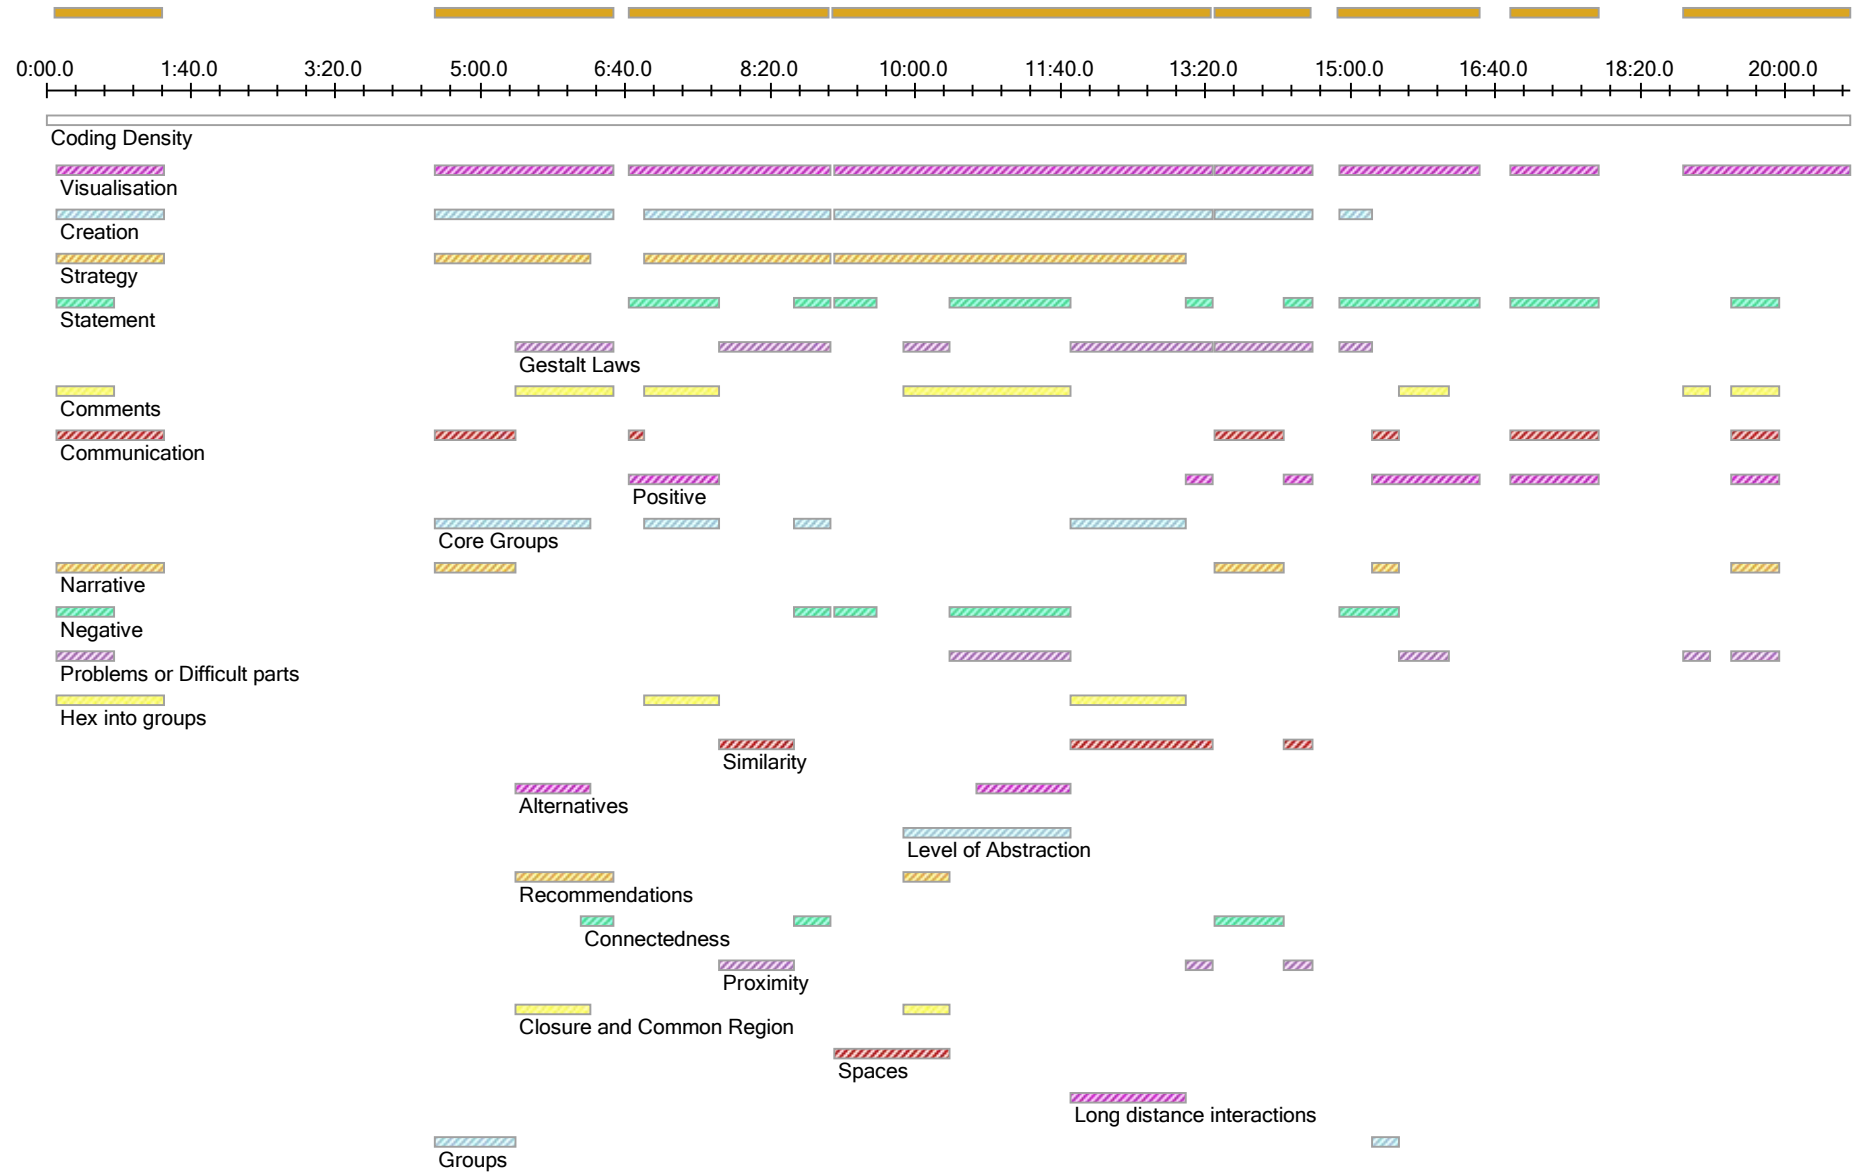 0:00.0 1:40.0 3:20.0 5:00.0 6:40.0 8:20.0 10:00.0 11:40.0 13:20.0 15:00.0 16:40.0 18:20.0 20:00.0
Coding Density
Visualisation
Creation
Strategy
Statement
Gestalt Laws
Comments
Communication
Positive
Core Groups
Narrative
Negative
Problems or Difficult parts
Hex into groups
Similarity
Alternatives
Level of Abstraction
Recommendations
Connectedness
Proximity
Closure and Common Region
Spaces
Long distance interactions
Groups